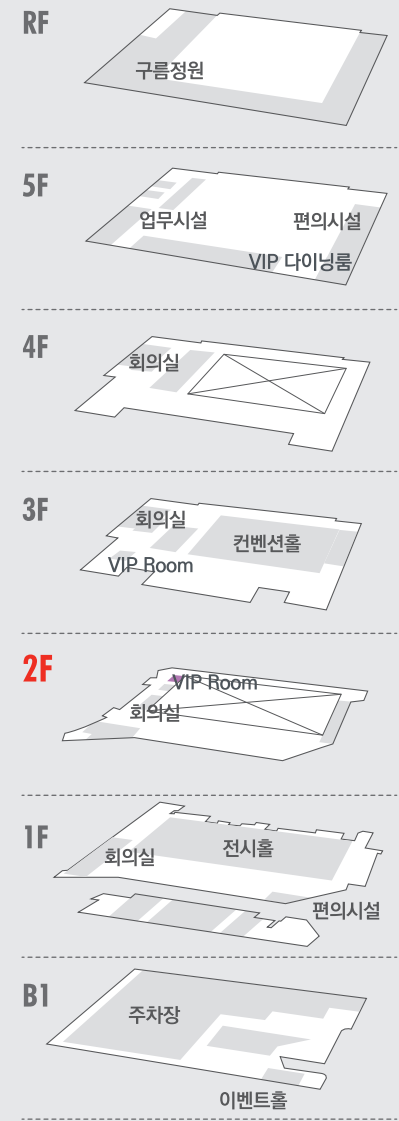 RF
구름정원
5F
업무시설
편의시설
VIP 다이닝룸
4F
회의실
3F
회의실
컨벤션홀
VIP Room
2F
VIP Room
회의실
1F
전시홀
회의실
편의시설
B1
주차장
이벤트홀